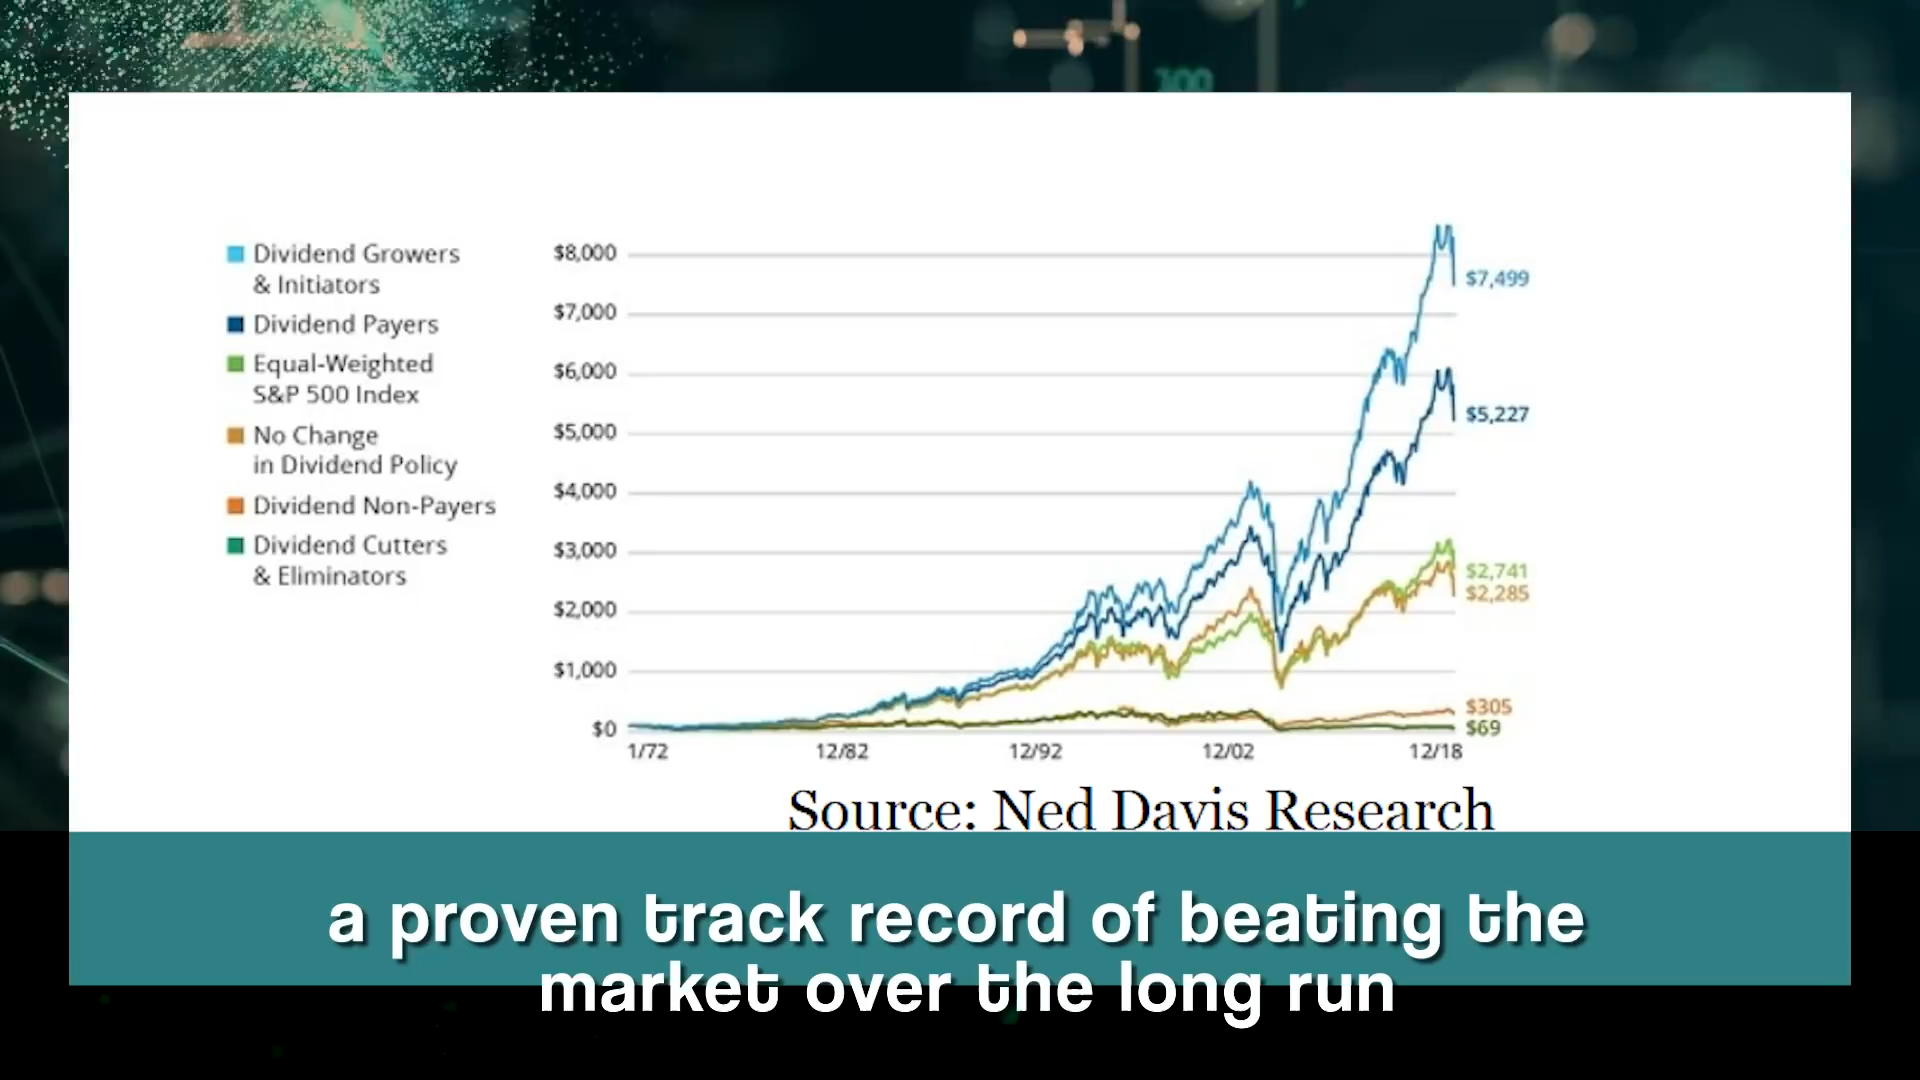 300
Dividend Growers
& Initiators
Dividend Payers
Equal-Weighted
S&P 500 Index
No Change
in Dividend Policy
Dividend Non-Payers
Dividend Cutters
& Eliminators
$8,000
$7,000
$6,000
$5,000
$4,000
$3,000
$2,000
$1,000
$0
$7,499
$5,227
$2,741
$2,285
$305
$69
1/72
12/82
12/92
12/02
12/18
Source: Ned Davis Research
a proven track record of beating the
market over the long run